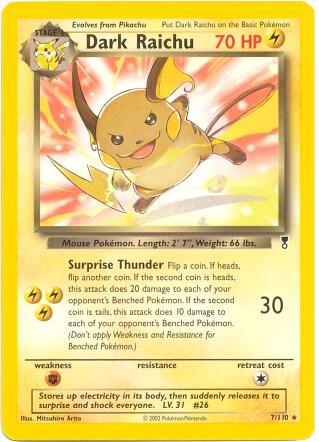 Evolves from Pikachu Put Dark Raichu on the Basic Pokémon
STAGE 1
Dark Raichu 70 HP
Mouse Pokémon. Length: 2' 7", Weight: 66 lbs.
Surprise Thunder Flip a coin. If heads,
flip another coin. If the second coin is heads,
this attack does 20 damage to each of your
opponent's Benched Pokémon. If the second
coin is tails, this attack does 10 damage to
each of your opponent's Benched Pokémon.
(Don't apply Weakness and Resistance for
Benched Pokémon.)
30
weakness resistance retreat cost
Stores up electricity in its body, then suddenly releases it to
surprise and shock everyone. LV. 31 #26
Illus. Mitsuhiro Arita ©2002 Pokémon/Nintendo 7/110 ★